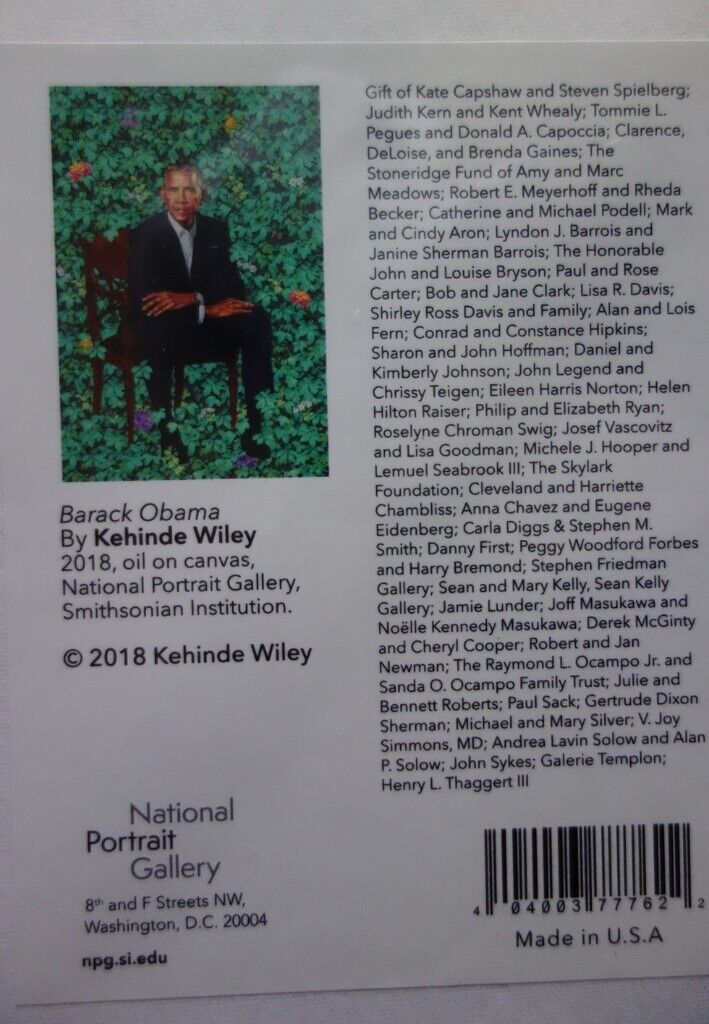 Barack Obama
By Kehinde Wiley
2018, oil on canvas,
National Portrait Gallery,
Smithsonian Institution.
© 2018 Kehinde Wiley
National
Portrait
Gallery
8th and F Streets NW,
Washington, D.C. 20004
npg.si.edu
Gift of Kate Capshaw and Steven Spielberg;
Judith Kern and Kent Whealy; Tommie L.
Pegues and Donald A. Capoccia; Clarence,
DeLoise, and Brenda Gaines; The
Stoneridge Fund of Amy and Marc
Meadows; Robert E. Meyerhoff and Rheda
Becker; Catherine and Michael Podell; Mark
and Cindy Aron; Lyndon J. Barrois and
Janine Sherman Barrois; The Honorable
John and Louise Bryson; Paul and Rose
Carter; Bob and Jane Clark; Lisa R. Davis;
Shirley Ross Davis and Family; Alan and Lois
Fern; Conrad and Constance Hipkins;
Sharon and John Hoffman; Daniel and
Kimberly Johnson; John Legend and
Chrissy Teigen; Eileen Harris Norton; Helen
Hilton Raiser; Philip and Elizabeth Ryan;
Roselyne Chroman Swig; Josef Vascovitz
and Lisa Goodman; Michele J. Hooper and
Lemuel Seabrook III; The Skylark
Foundation; Cleveland and Harriette
Chambliss; Anna Chavez and Eugene
Eidenberg; Carla Diggs & Stephen M.
Smith; Danny First; Peggy Woodford Forbes
and Harry Bremond; Stephen Friedman
Gallery; Sean and Mary Kelly, Sean Kelly
Gallery; Jamie Lunder; Joff Masukawa and
Noëlle Kennedy Masukawa; Derek McGinty
and Cheryl Cooper; Robert and Jan
Newman; The Raymond L. Ocampo Jr. and
Sanda O. Ocampo Family Trust; Julie and
Bennett Roberts; Paul Sack; Gertrude Dixon
Sherman; Michael and Mary Silver; V. Joy
Simmons, MD; Andrea Lavin Solow and Alan
P. Solow; John Sykes; Galerie Templon;
Henry L. Thaggert III
4 04003 77762 2
Made in U.S.A